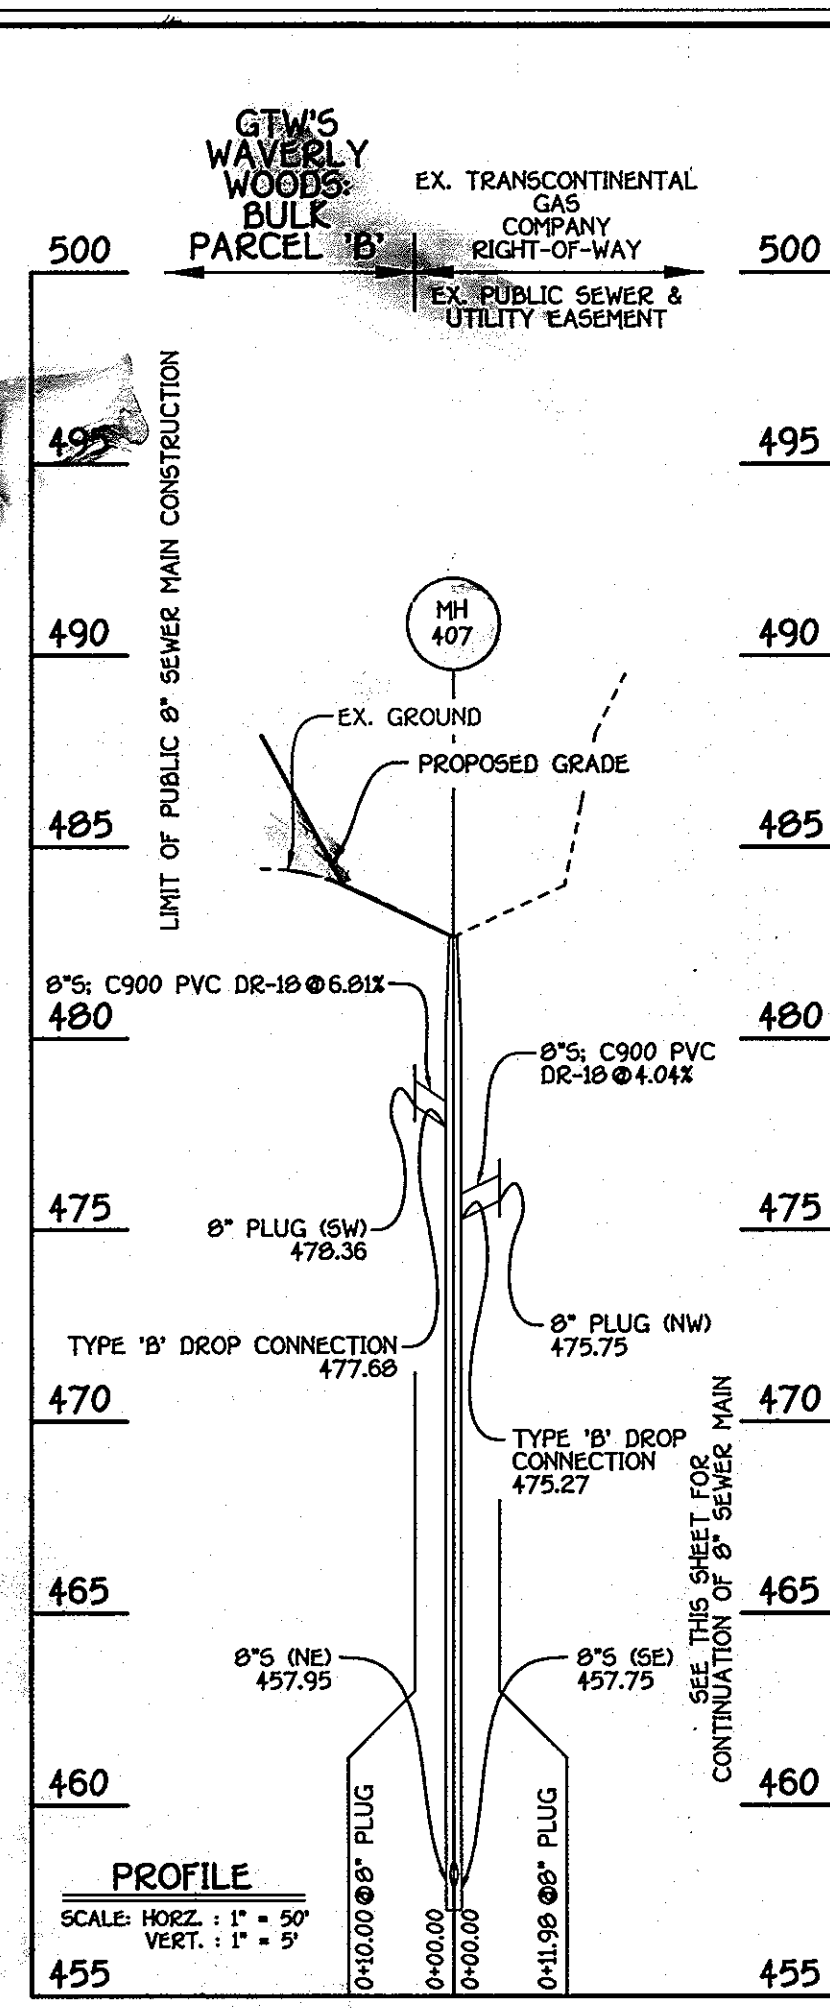 GTW'S
WAVERLY
WOODS:
BULK
PARCEL 'B'
EX. TRANSCONTINENTAL
GAS
COMPANY
RIGHT-OF-WAY
EX. PUBLIC SEWER &
UTILITY EASEMENT
500
500
495
495
LIMIT OF PUBLIC 8" SEWER MAIN CONSTRUCTION
MH
407
490
490
EX. GROUND
PROPOSED GRADE
485
485
8"S; C900 PVC DR-18 @ 6.81%
480
480
8"S; C900 PVC
DR-18 @ 4.04%
475
475
8" PLUG (SW)
478.36
8" PLUG (NW)
475.75
TYPE 'B' DROP CONNECTION
477.68
470
470
TYPE 'B' DROP
CONNECTION
475.27
SEE THIS SHEET FOR
CONTINUATION OF 8" SEWER MAIN
465
465
8"S (NE)
457.95
8"S (SE)
457.75
460
460
0+10.00 @ 8" PLUG
0+00.00
0+00.00
0+11.98 @ 8" PLUG
PROFILE
SCALE: HORZ. : 1" = 50'
VERT. : 1" = 5'
455
455